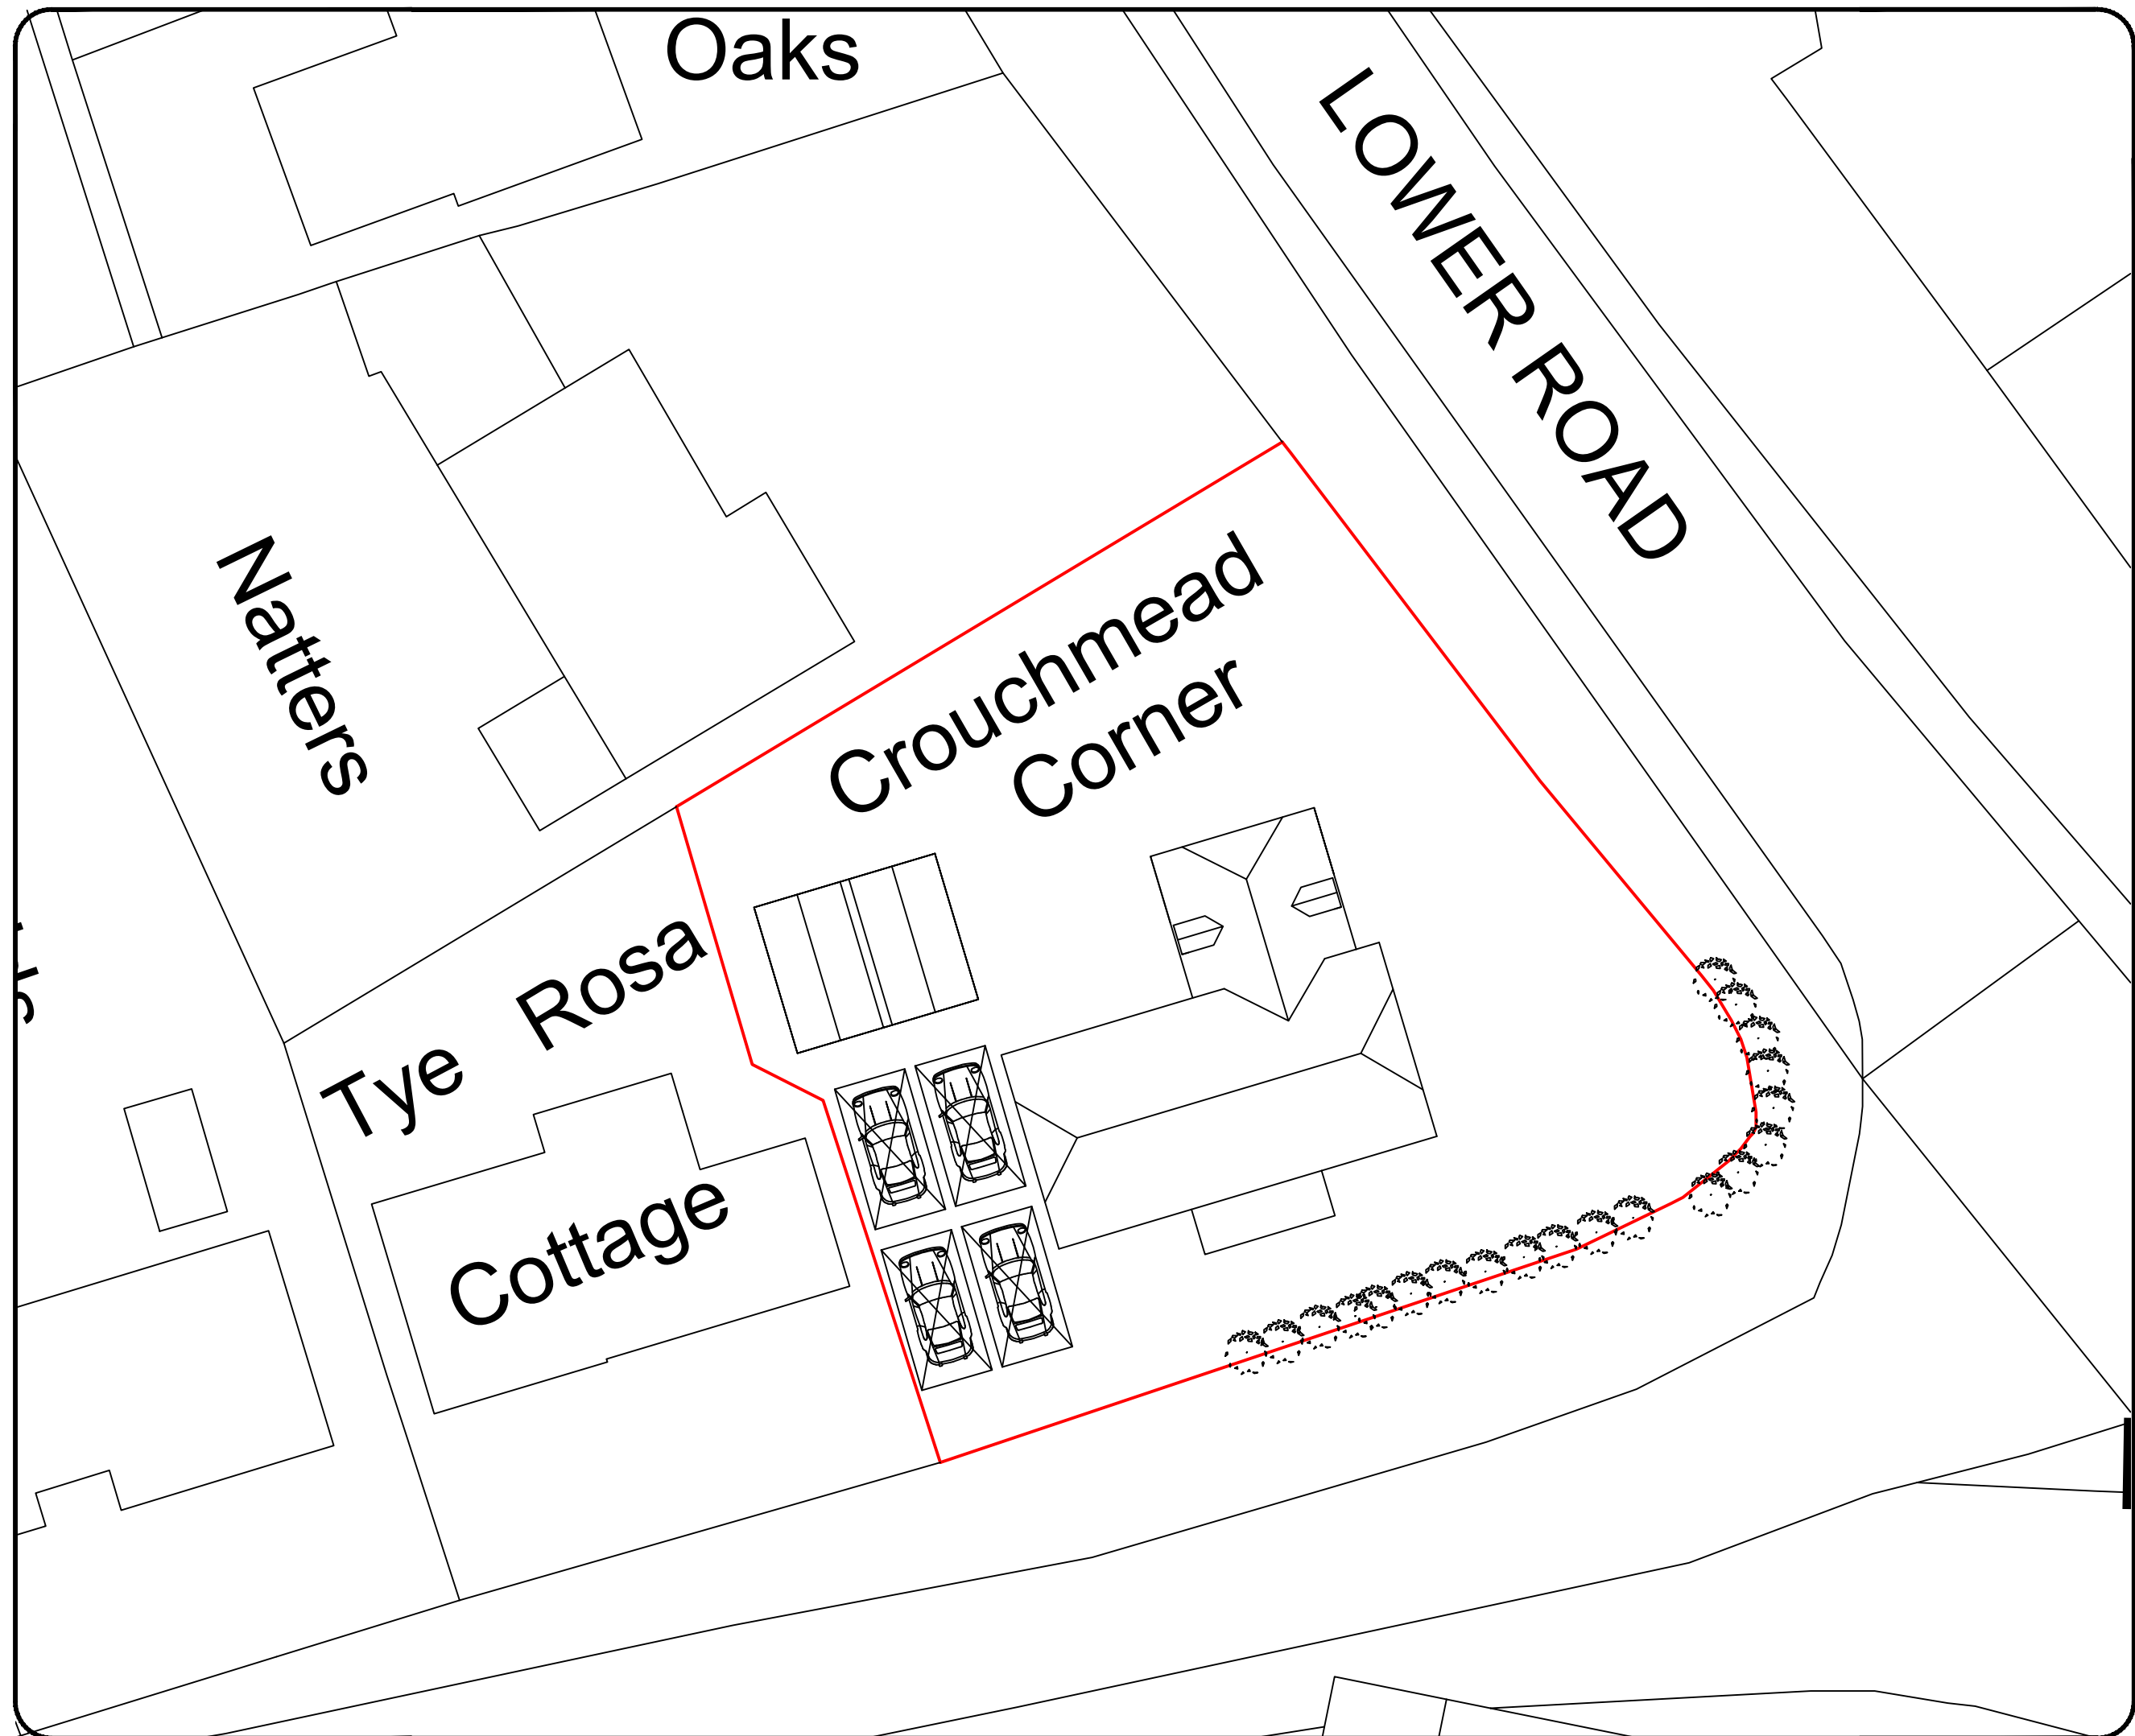 Oaks
LOWER ROAD
Natters
Crouchmead
Corner
Tye Rosa
Cottage